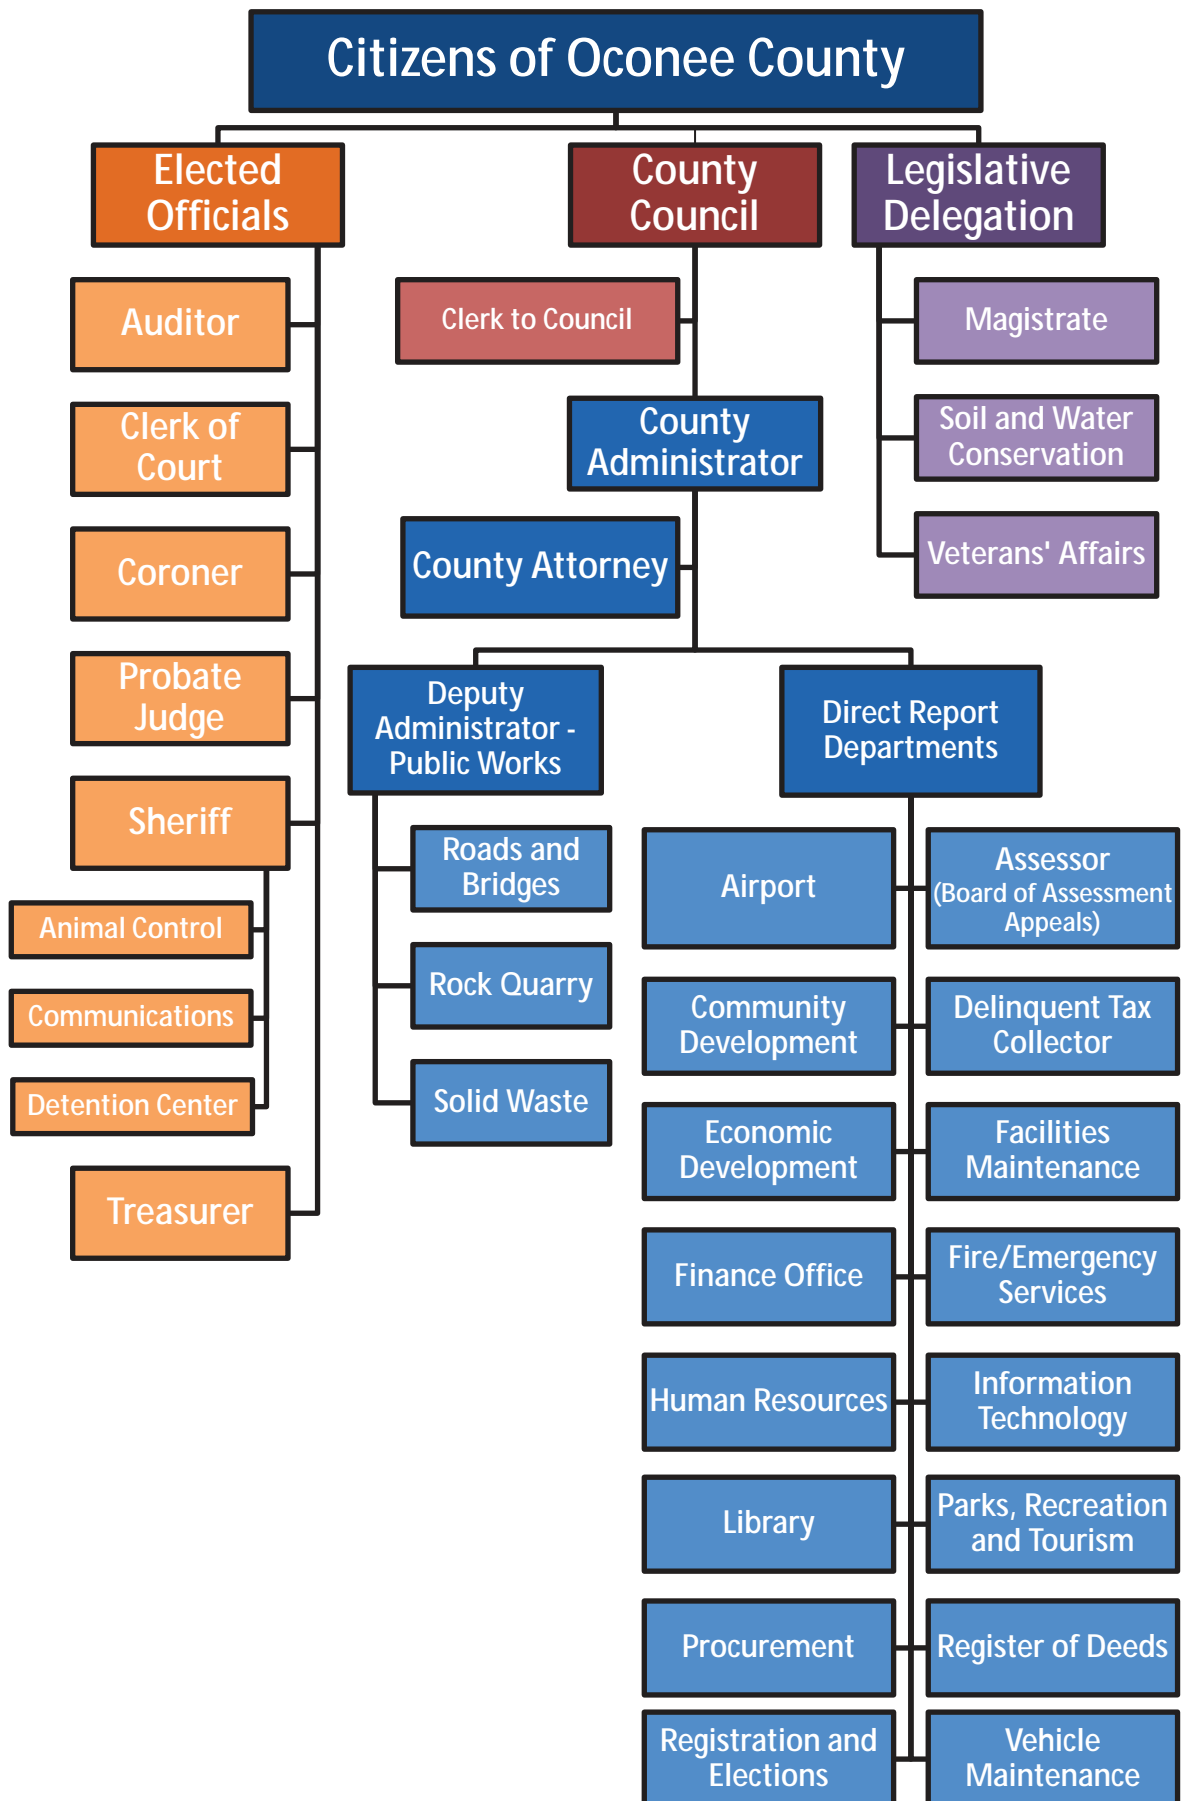 Citizens of Oconee County
Elected
Officials
County
Council
Legislative
Delegation
Auditor
Clerk of
Court
Coroner
Probate
Judge
Sheriff
Animal Control
Communications
Detention Center
Treasurer
Clerk to Council
County
Administrator
County Attorney
Magistrate
Soil and Water
Conservation
Veterans' Affairs
Deputy
Administrator -
Public Works
Roads and
Bridges
Rock Quarry
Solid Waste
Direct Report
Departments
Airport
Assessor
(Board of Assessment
Appeals)
Community
Development
Delinquent Tax
Collector
Economic
Development
Facilities
Maintenance
Finance Office
Fire/Emergency
Services
Human Resources
Information
Technology
Library
Parks, Recreation
and Tourism
Procurement
Register of Deeds
Registration and
Elections
Vehicle
Maintenance